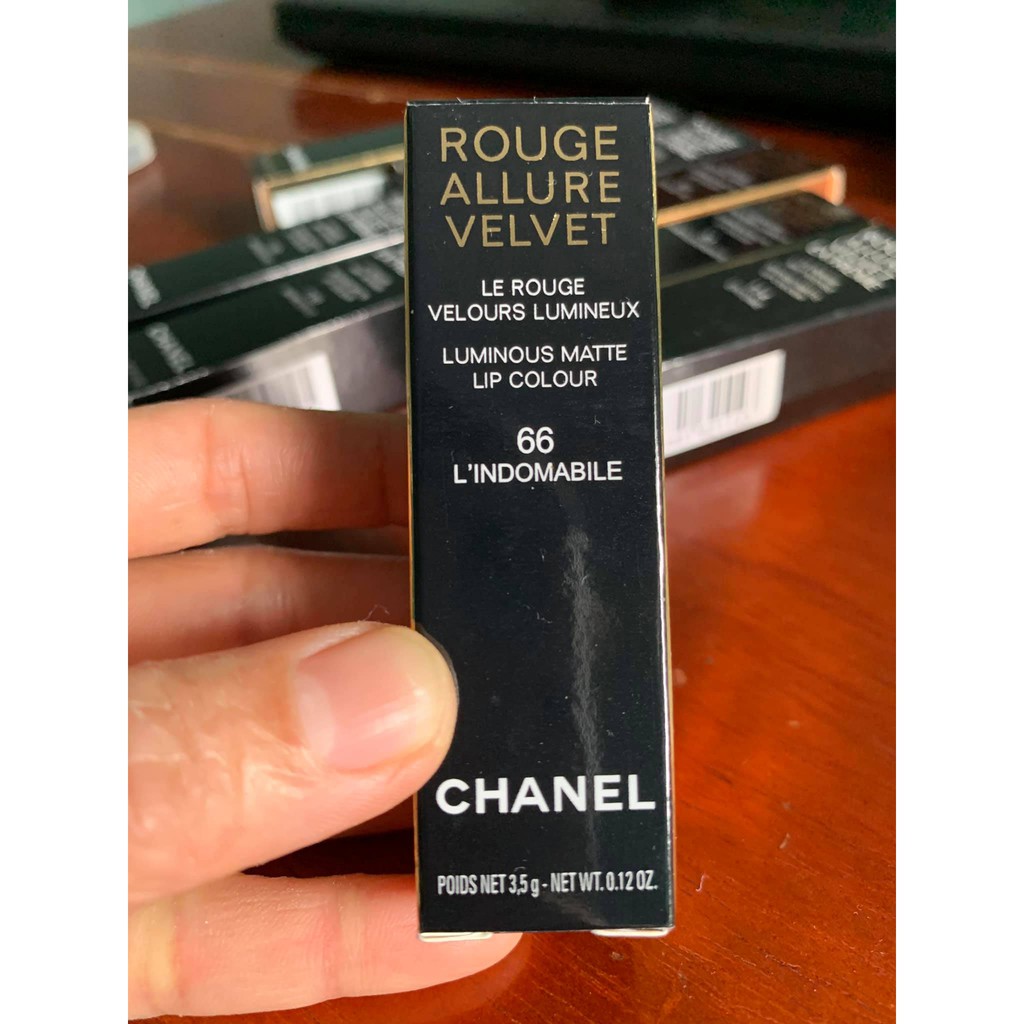 ROUGE
ALLURE
VELVET
LE ROUGE
VELOURS LUMINEUX
LUMINOUS MATTE
LIP COLOUR
66
L'INDOMABILE
CHANEL
POIDS NET 3,5 g - NET WT. 0.12 OZ.
CHANEL